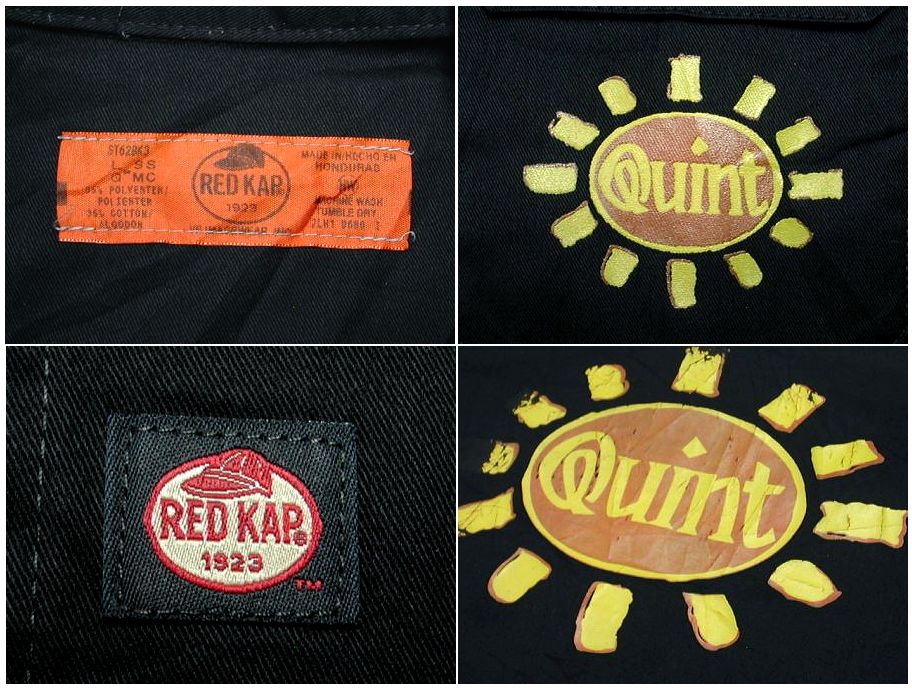 L SS
65% POLYESTER/
POLIESTER
35% COTTON/
ALGODON
RED KAP
1923
MADE IN/HECHO EN
HONDURAS
MACHINE WASH
TUMBLE DRY
Quint
RED KAP®
1923
TM
Quint